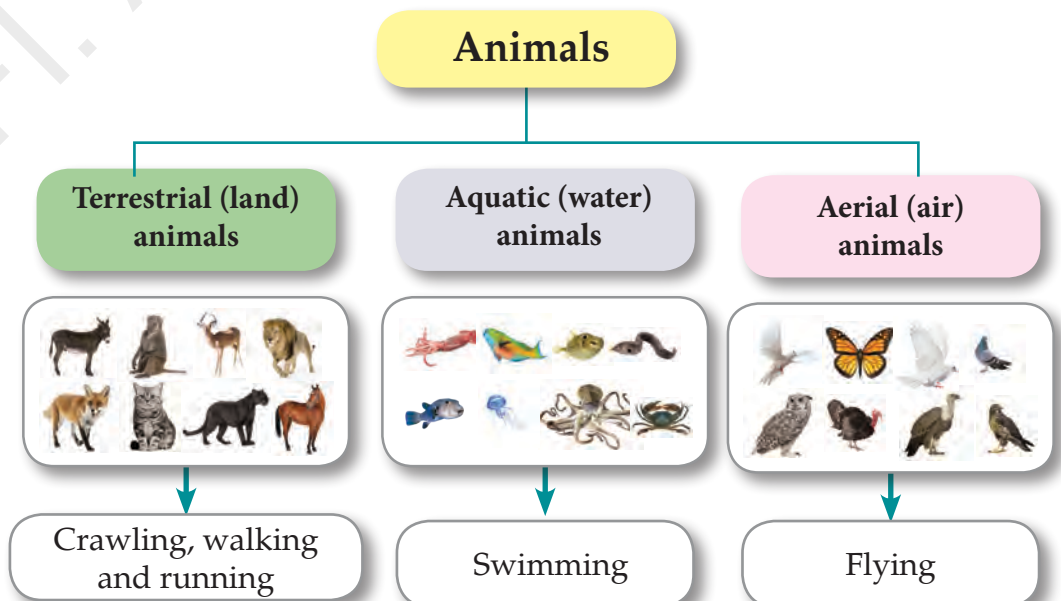 Animals
Terrestrial (land)
animals
Aquatic (water)
animals
Aerial (air)
animals
Crawling, walking
and running
Swimming
Flying